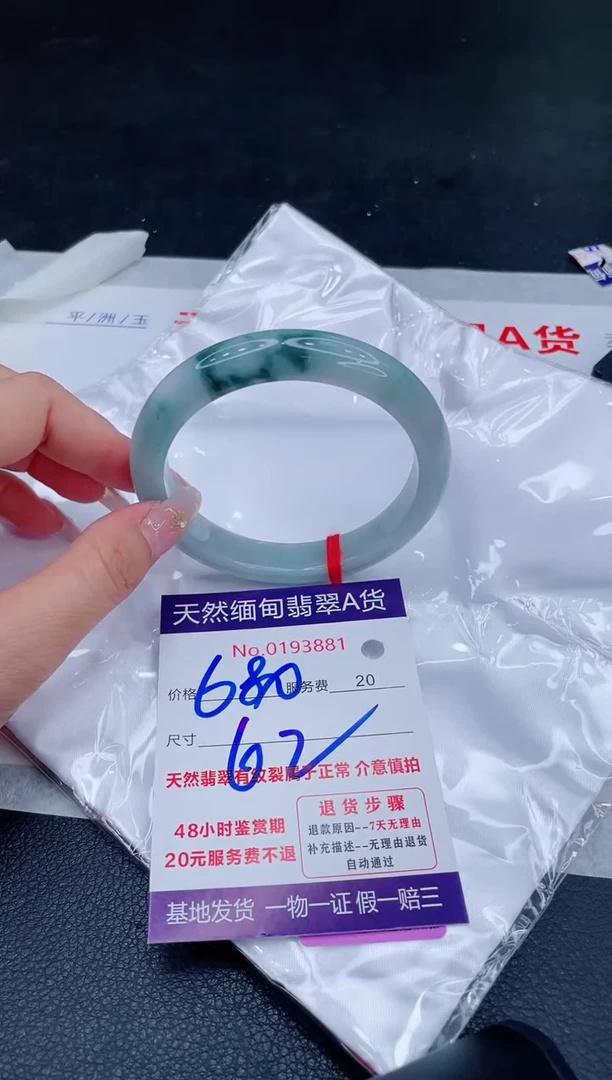 玉/洲/平
A货
天然缅甸翡翠A货
No.0193881
价格 680 服务费 20
尺寸 62
天然翡翠有纹裂属于正常 介意慎拍
48小时鉴赏期
20元服务费不退
退货步骤
退款原因--7天无理由
补充描述--无理由退货
自动通过
基地发货 一物一证 假一赔三